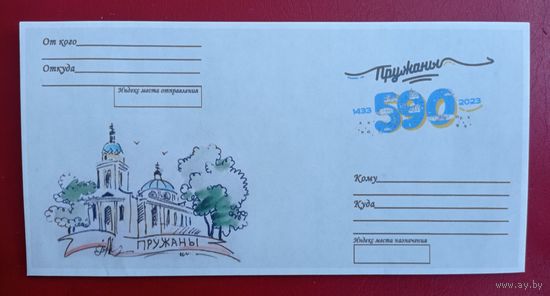 От кого
Откуда
Индекс места отправления
Пружаны
1433 590 2023
Кому
Куда
Индекс места назначения
ПРУЖАНЫ
www.ay.by